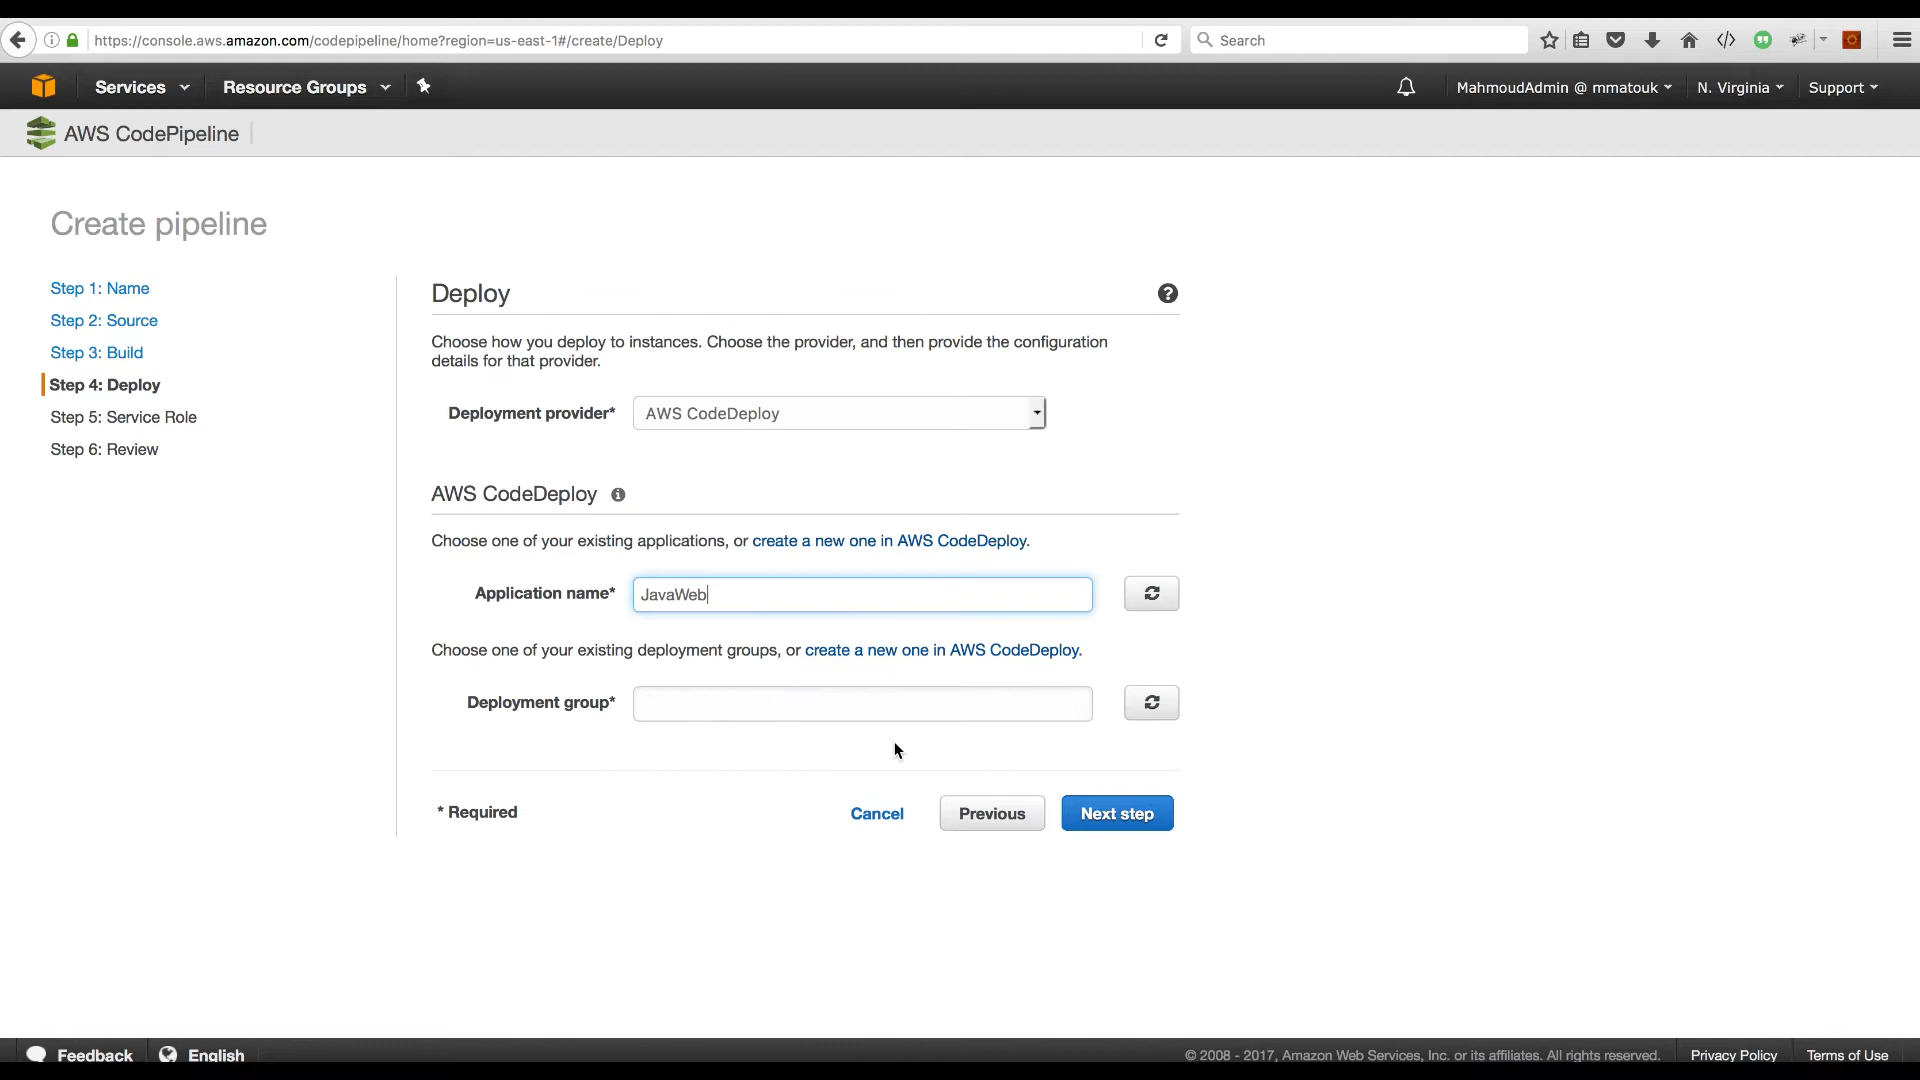 https://console.aws.amazon.com/codepipeline/home?region=us-east-1#/create/Deploy
Search
Services
Resource Groups
MahmoudAdmin @ mmatouk
N. Virginia
Support
AWS CodePipeline
Create pipeline
Step 1: Name
Step 2: Source
Step 3: Build
Step 4: Deploy
Step 5: Service Role
Step 6: Review
Deploy
Choose how you deploy to instances. Choose the provider, and then provide the configuration
details for that provider.
Deployment provider*
AWS CodeDeploy
AWS CodeDeploy
Choose one of your existing applications, or create a new one in AWS CodeDeploy.
Application name*
JavaWeb
Choose one of your existing deployment groups, or create a new one in AWS CodeDeploy.
Deployment group*
* Required
Cancel
Previous
Next step
Feedback
English
© 2008 - 2017, Amazon Web Services, Inc. or its affiliates. All rights reserved.
Privacy Policy
Terms of Use